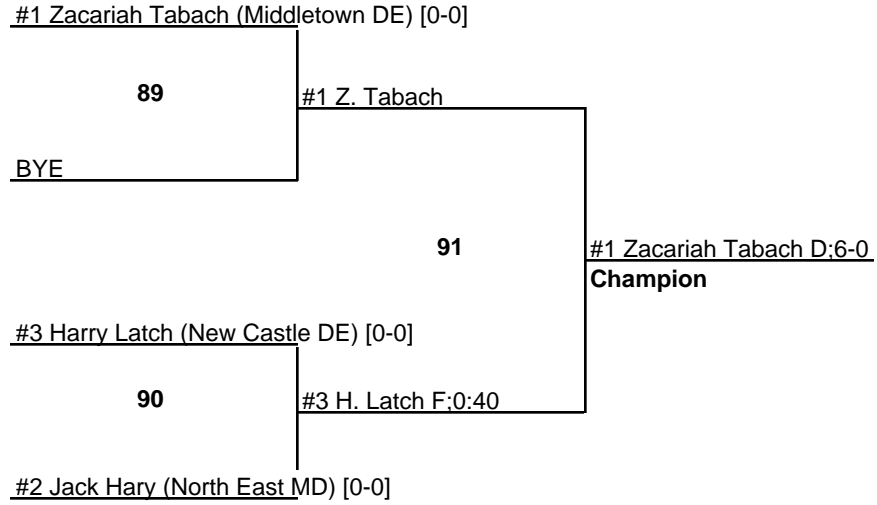 #1 Zacariah Tabach (Middletown DE) [0-0]
89
#1 Z. Tabach
BYE
91
#1 Zacariah Tabach D;6-0
Champion
#3 Harry Latch (New Castle DE) [0-0]
90
#3 H. Latch F;0:40
#2 Jack Hary (North East MD) [0-0]